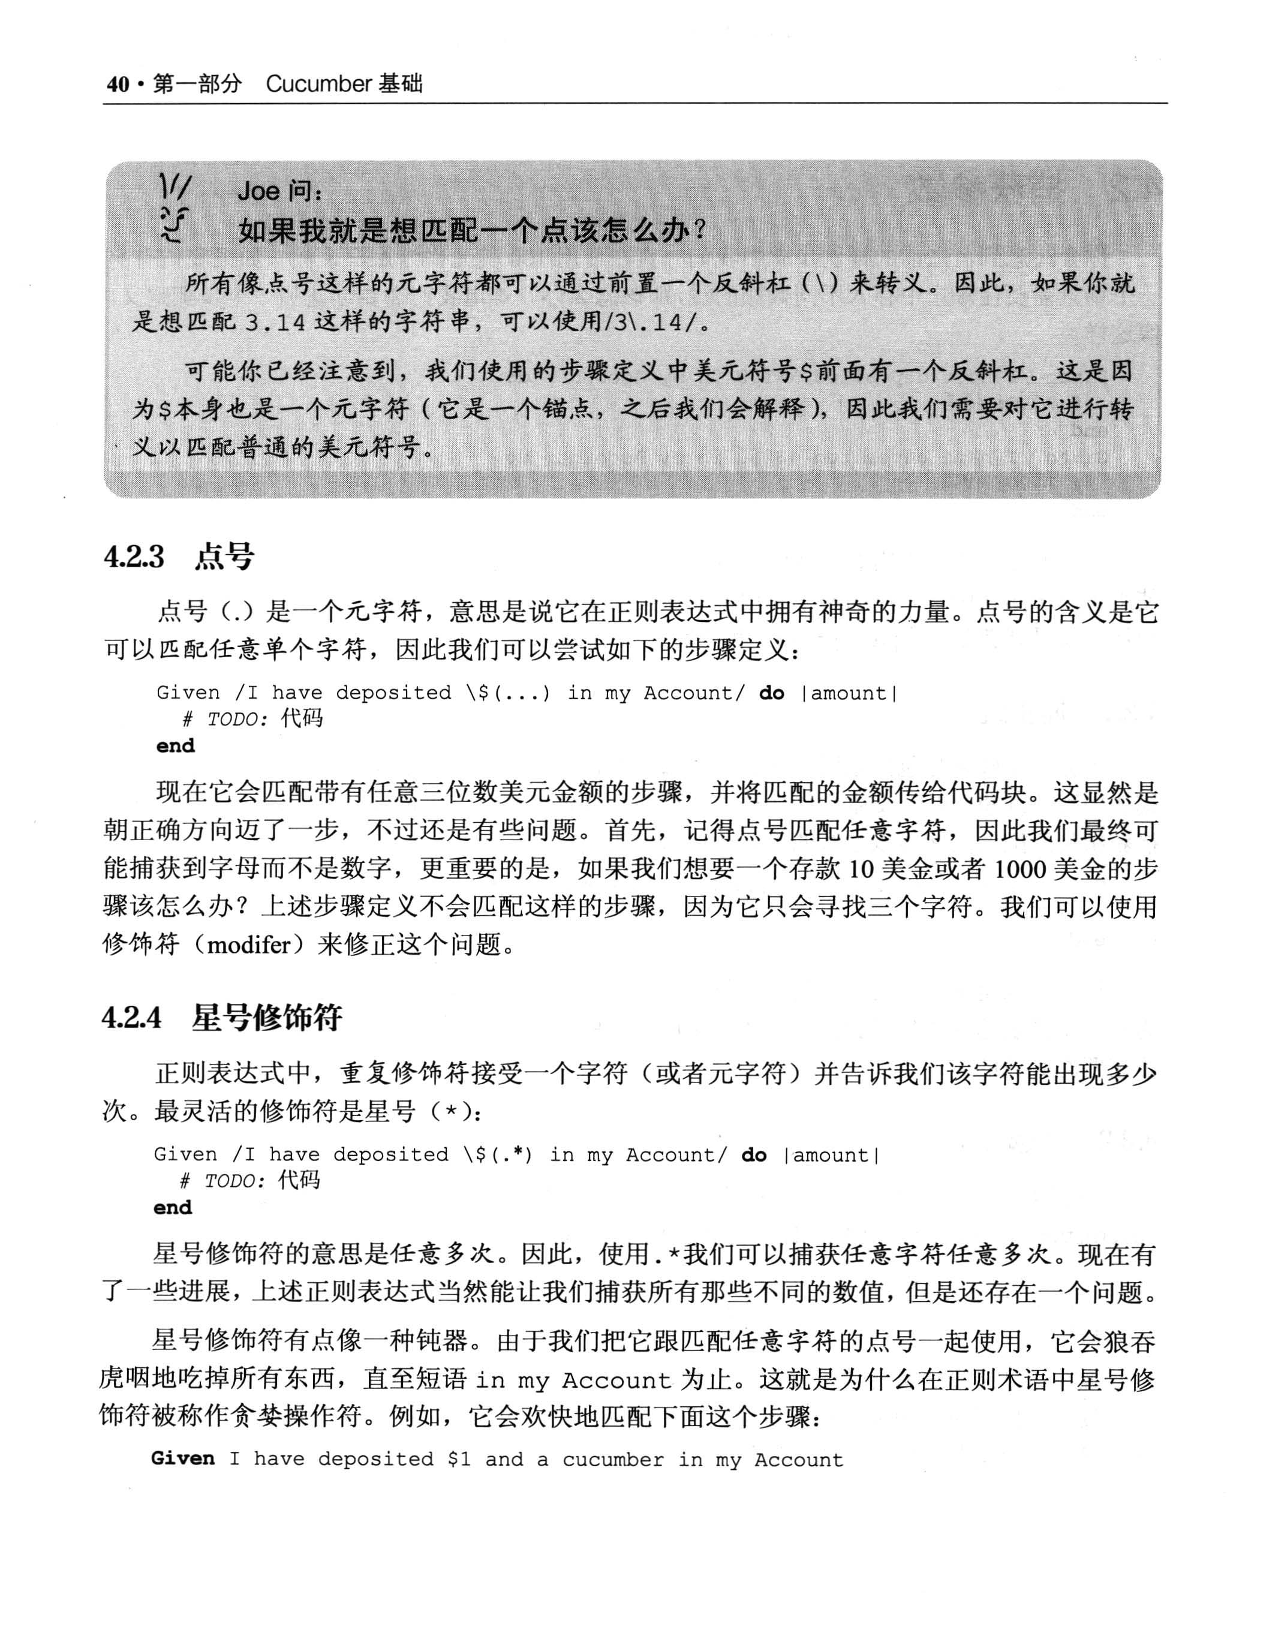 40 · 第一部分 Cucumber 基础
Joe 问：
如果我就是想匹配一个点该怎么办？
所有像点号这样的元字符都可以通过前置一个反斜杠（\）来转义。因此，如果你就
是想匹配 3.14 这样的字符串，可以使用/3\.14/。
可能你已经注意到，我们使用的步骤定义中美元符号$前面有一个反斜杠。这是因
为$本身也是一个元字符（它是一个锚点，之后我们会解释），因此我们需要对它进行转
义以匹配普通的美元符号。
4.2.3 点号
点号（.）是一个元字符，意思是说它在正则表达式中拥有神奇的力量。点号的含义是它
可以匹配任意单个字符，因此我们可以尝试如下的步骤定义：
Given /I have deposited \$(...) in my Account/ do |amount|
# TODO: 代码
end
现在它会匹配带有任意三位数美元金额的步骤，并将匹配的金额传给代码块。这显然是
朝正确方向迈了一步，不过还是有些问题。首先，记得点号匹配任意字符，因此我们最终可
能捕获到字母而不是数字，更重要的是，如果我们想要一个存款 10 美金或者 1000 美金的步
骤该怎么办？上述步骤定义不会匹配这样的步骤，因为它只会寻找三个字符。我们可以使用
修饰符（modifer）来修正这个问题。
4.2.4 星号修饰符
正则表达式中，重复修饰符接受一个字符（或者元字符）并告诉我们该字符能出现多少
次。最灵活的修饰符是星号（*）：
Given /I have deposited \$(.*) in my Account/ do |amount|
# TODO: 代码
end
星号修饰符的意思是任意多次。因此，使用.*我们可以捕获任意字符任意多次。现在有
了一些进展，上述正则表达式当然能让我们捕获所有那些不同的数值，但是还存在一个问题。
星号修饰符有点像一种钝器。由于我们把它跟匹配任意字符的点号一起使用，它会狼吞
虎咽地吃掉所有东西，直至短语 in my Account 为止。这就是为什么在正则术语中星号修
饰符被称作贪婪操作符。例如，它会欢快地匹配下面这个步骤：
Given I have deposited $1 and a cucumber in my Account